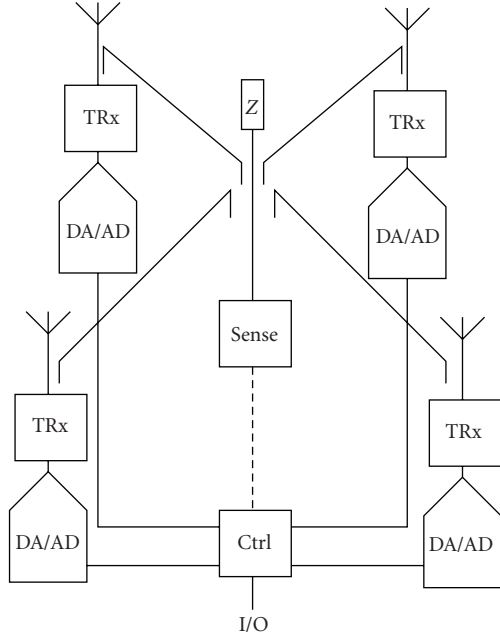 Z
TRx
TRx
DA/AD
DA/AD
Sense
TRx
TRx
DA/AD
Ctrl
DA/AD
I/O